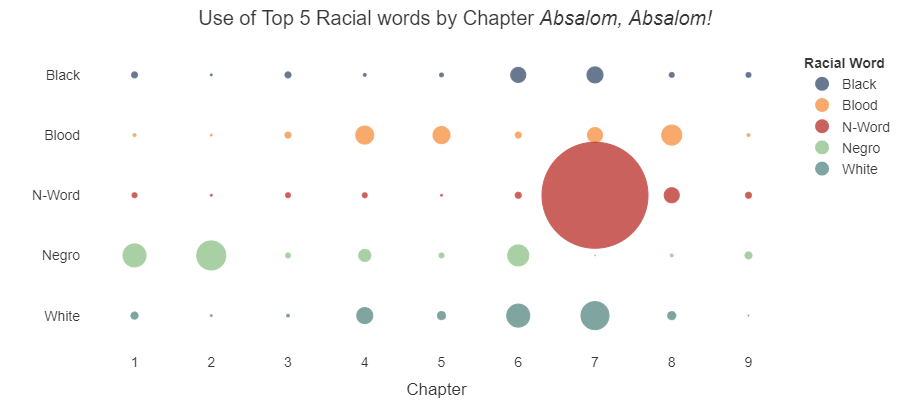 Use of Top 5 Racial words by Chapter Absalom, Absalom!
Racial Word
Black
Blood
N-Word
Negro
White
Black
Blood
N-Word
Negro
White
1 2 3 4 5 6 7 8 9
Chapter